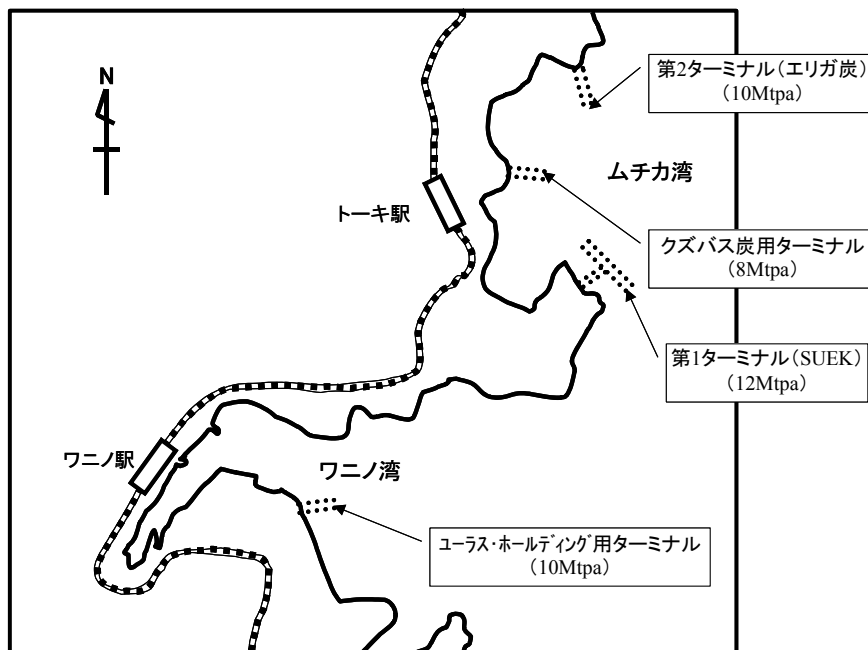 N
第2ターミナル（エリガ炭）
（10Mtpa）
ムチカ湾
トーキ駅
クズバス炭用ターミナル
（8Mtpa）
第1ターミナル（SUEK）
（12Mtpa）
ワニノ駅
ワニノ湾
ユーラス・ホールディング用ターミナル
（10Mtpa）